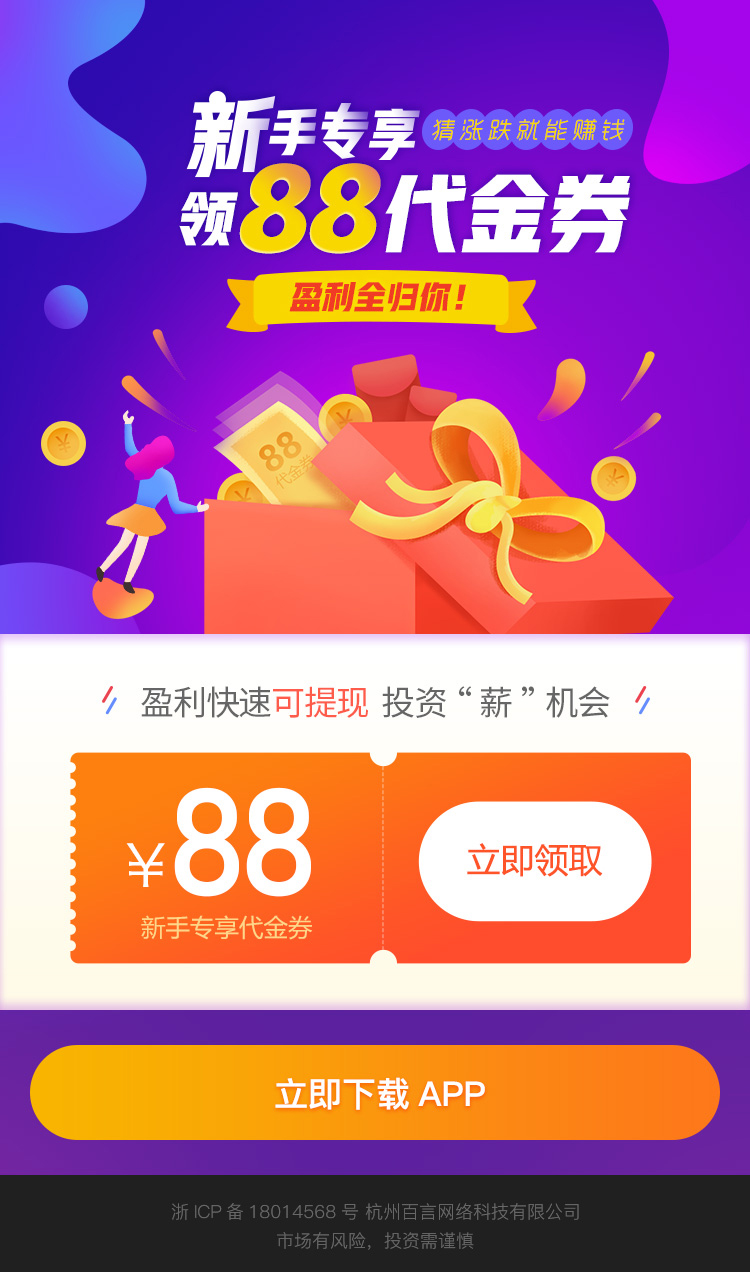 新手专享 猜涨跌就能赚钱
领88代金券
盈利全归你!
88
代金券
盈利快速可提现 投资“薪”机会
¥88
新手专享代金券
立即领取
立即下载 APP
浙 ICP 备 18014568 号 杭州百言网络科技有限公司
市场有风险，投资需谨慎